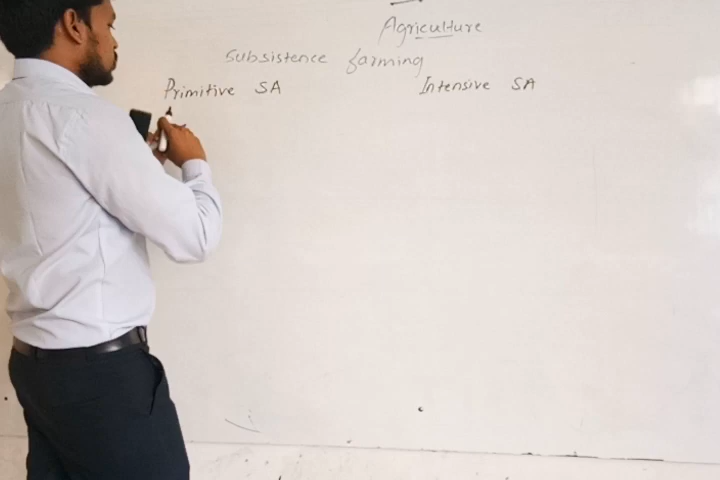 Agriculture
Subsistence farming
Primitive SA Intensive SA